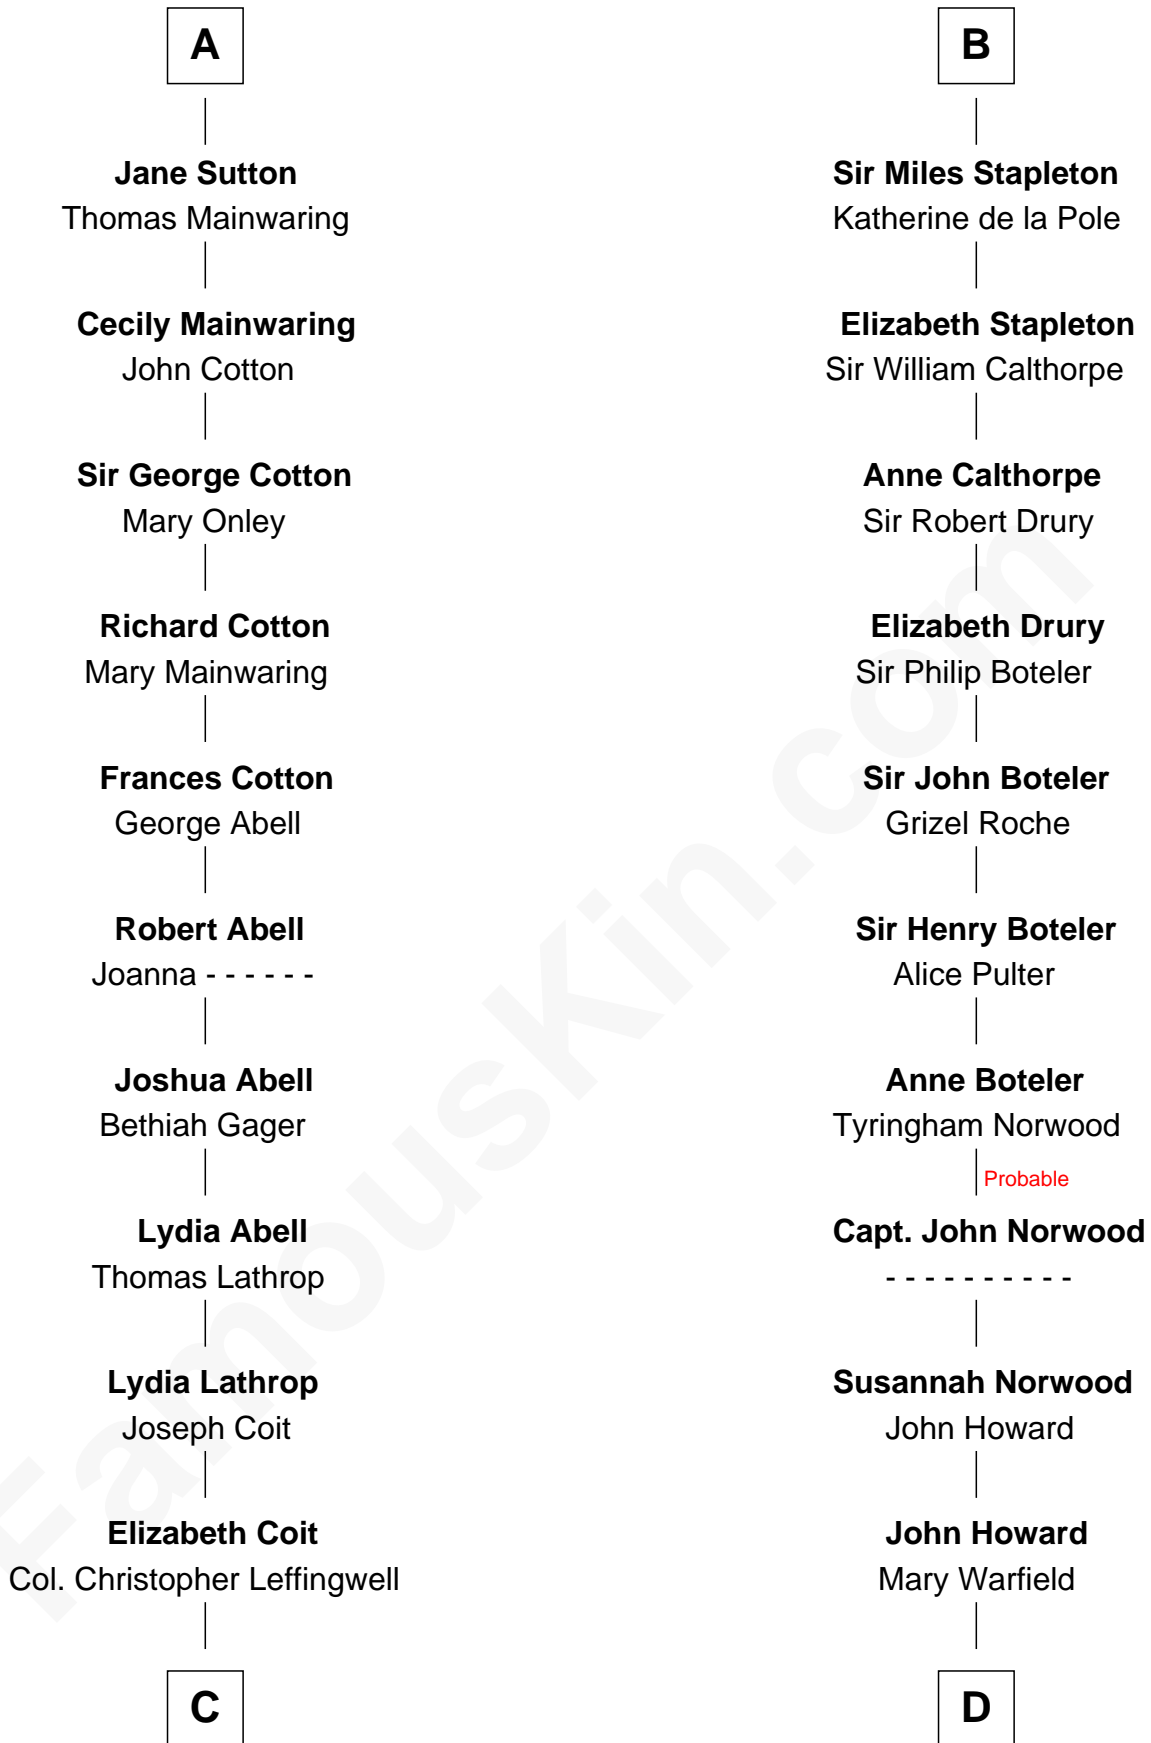 A
Jane Sutton
Thomas Mainwaring
Cecily Mainwaring
John Cotton
Sir George Cotton
Mary Onley
Richard Cotton
Mary Mainwaring
Frances Cotton
George Abell
Robert Abell
Joanna - - - - - -
Joshua Abell
Bethiah Gager
Lydia Abell
Thomas Lathrop
Lydia Lathrop
Joseph Coit
Elizabeth Coit
Col. Christopher Leffingwell
C
B
Sir Miles Stapleton
Katherine de la Pole
Elizabeth Stapleton
Sir William Calthorpe
Anne Calthorpe
Sir Robert Drury
Elizabeth Drury
Sir Philip Boteler
Sir John Boteler
Grizel Roche
Sir Henry Boteler
Alice Pulter
Anne Boteler
Tyringham Norwood
Probable
Capt. John Norwood
- - - - - - - - - -
Susannah Norwood
John Howard
John Howard
Mary Warfield
D
FamousKin.com